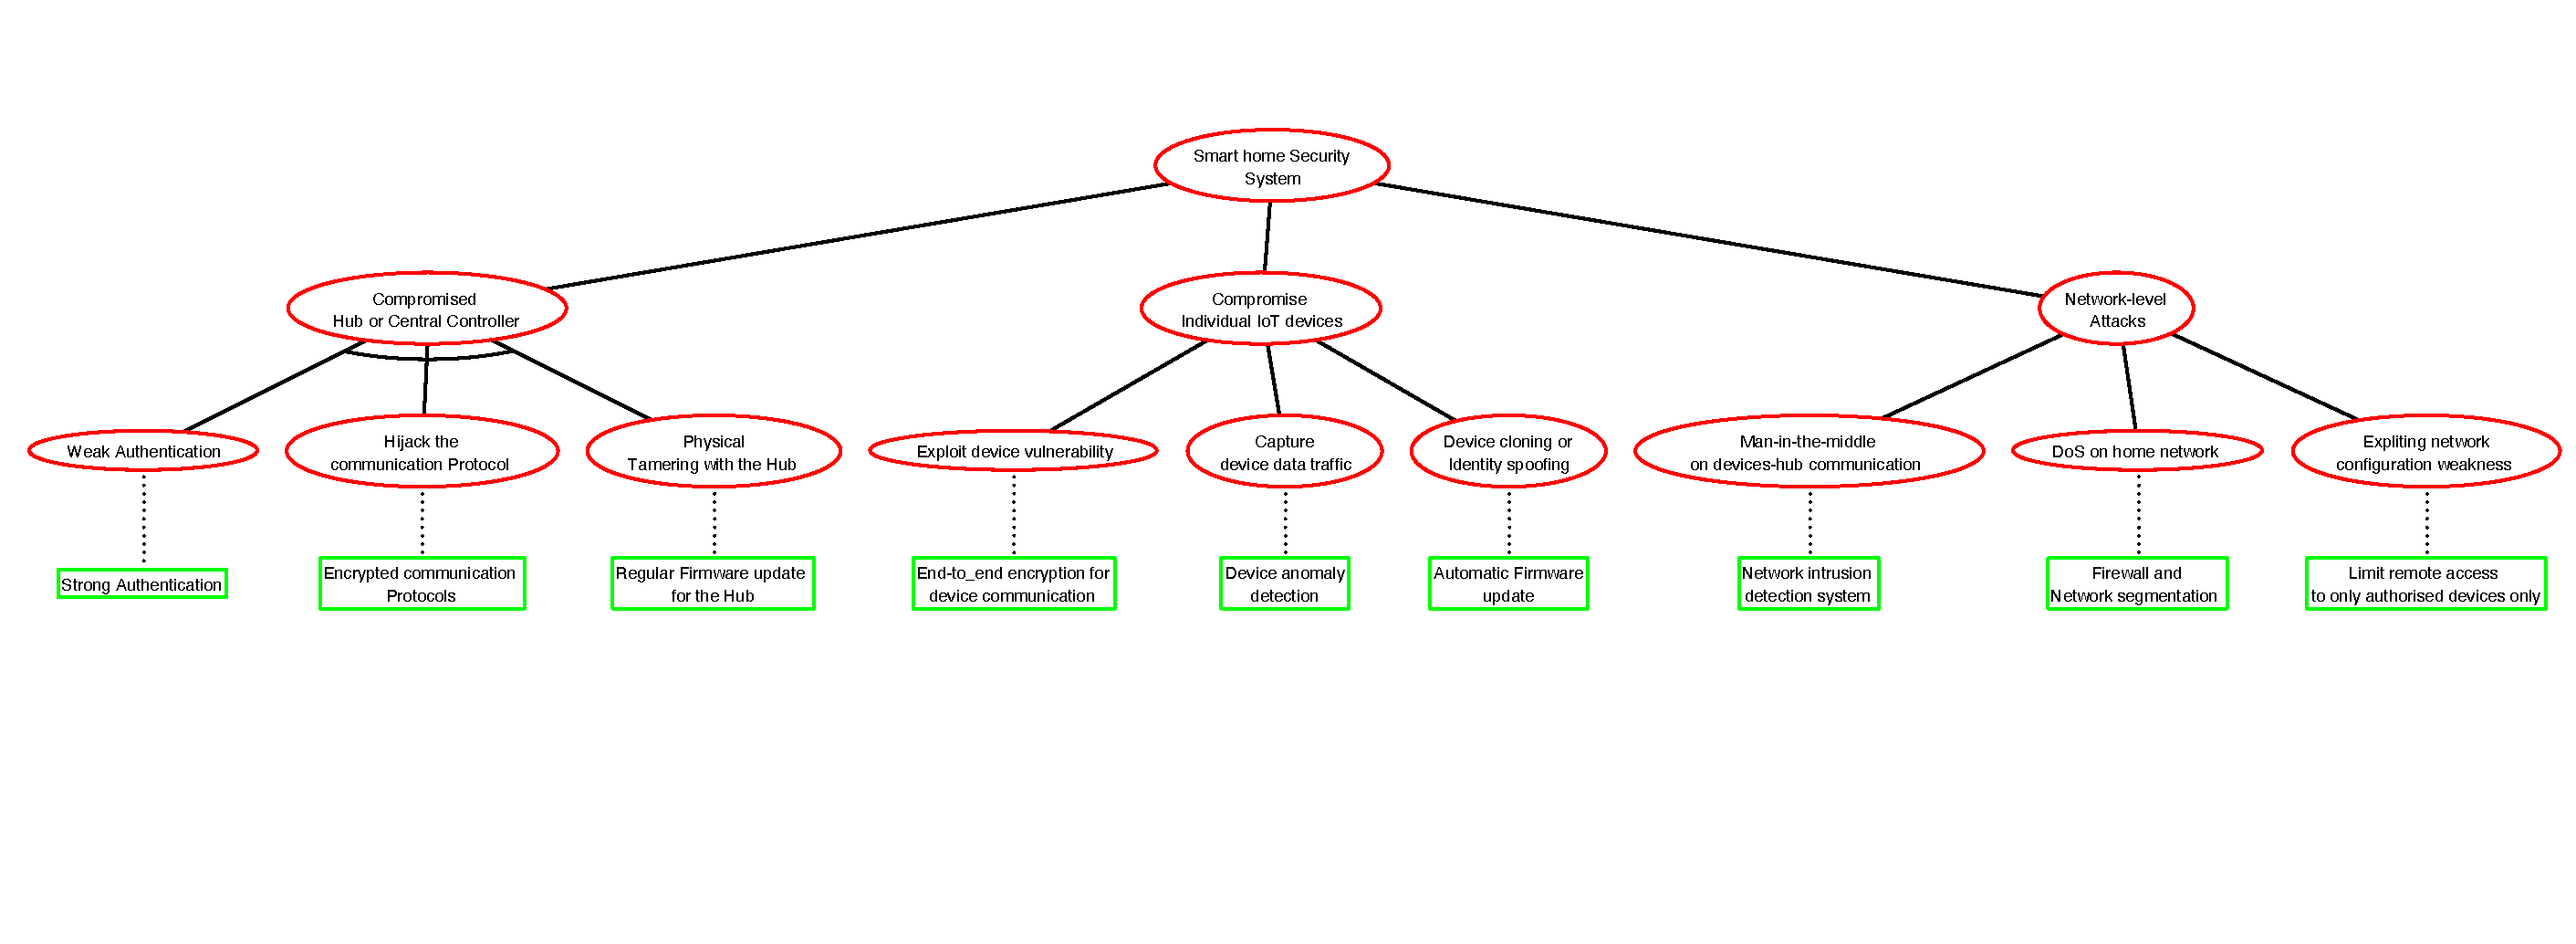 Smart home Security
System
Compromised
Hub or Central Controller
Compromise
Individual IoT devices
Network-level
Attacks
Weak Authentication
Hijack the
communication Protocol
Physical
Tamering with the Hub
Exploit device vulnerability
Capture
device data traffic
Device cloning or
Identity spoofing
Man-in-the-middle
on devices-hub communication
DoS on home network
Expliting network
configuration weakness
Strong Authentication
Encrypted communication
Protocols
Regular Firmware update
for the Hub
End-to_end encryption for
device communication
Device anomaly
detection
Automatic Firmware
update
Network intrusion
detection system
Firewall and
Network segmentation
Limit remote access
to only authorised devices only